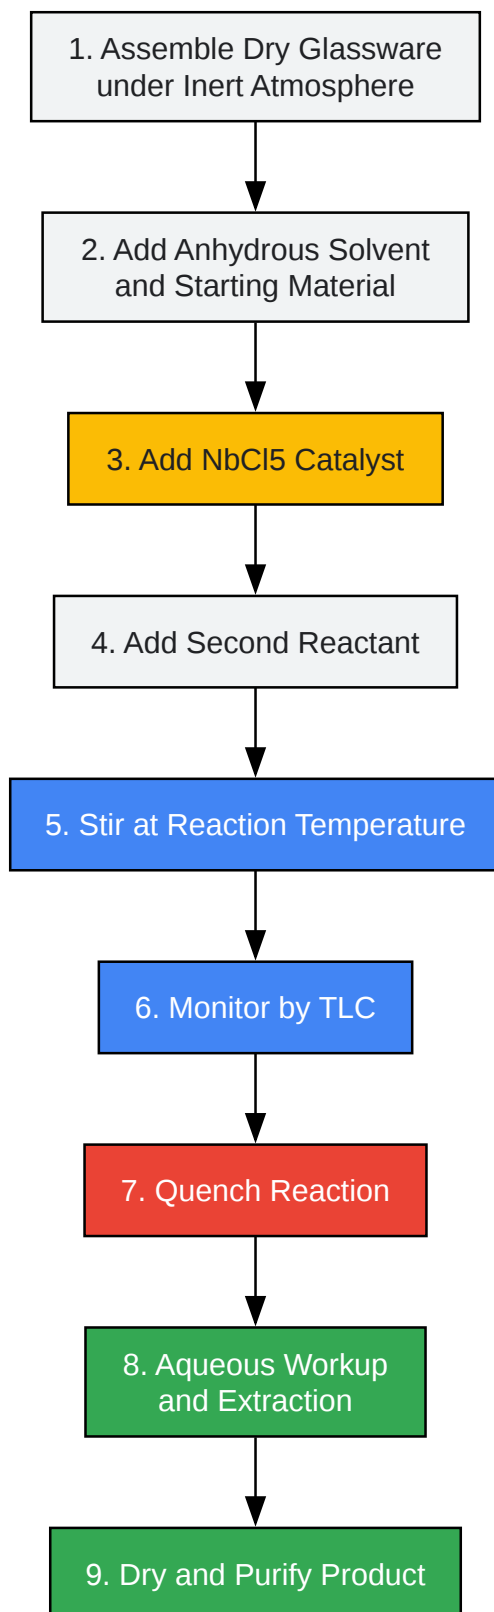 1. Assemble Dry Glassware
under Inert Atmosphere
2. Add Anhydrous Solvent
and Starting Material
3. Add NbCl5 Catalyst
4. Add Second Reactant
5. Stir at Reaction Temperature
6. Monitor by TLC
7. Quench Reaction
8. Aqueous Workup
and Extraction
9. Dry and Purify Product